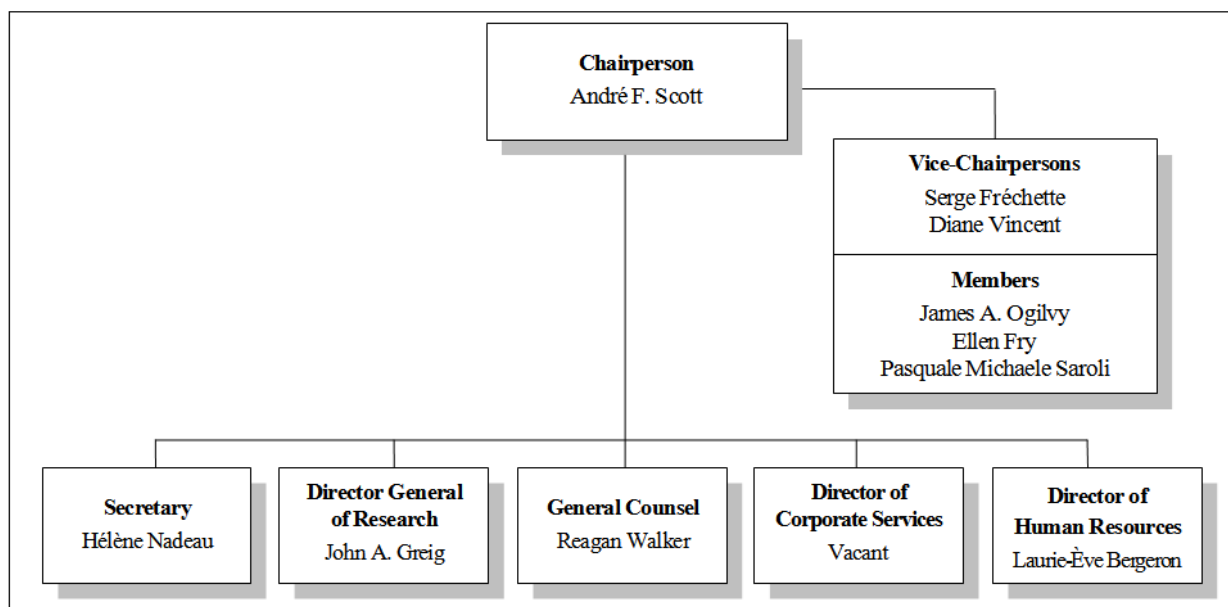 Chairperson
André F. Scott
Vice-Chairpersons
Serge Fréchette
Diane Vincent
Members
James A. Ogilvy
Ellen Fry
Pasquale Michaele Saroli
Secretary
Hélène Nadeau
Director General
of Research
John A. Greig
General Counsel
Reagan Walker
Director of
Corporate Services
Vacant
Director of
Human Resources
Laurie-Ève Bergeron